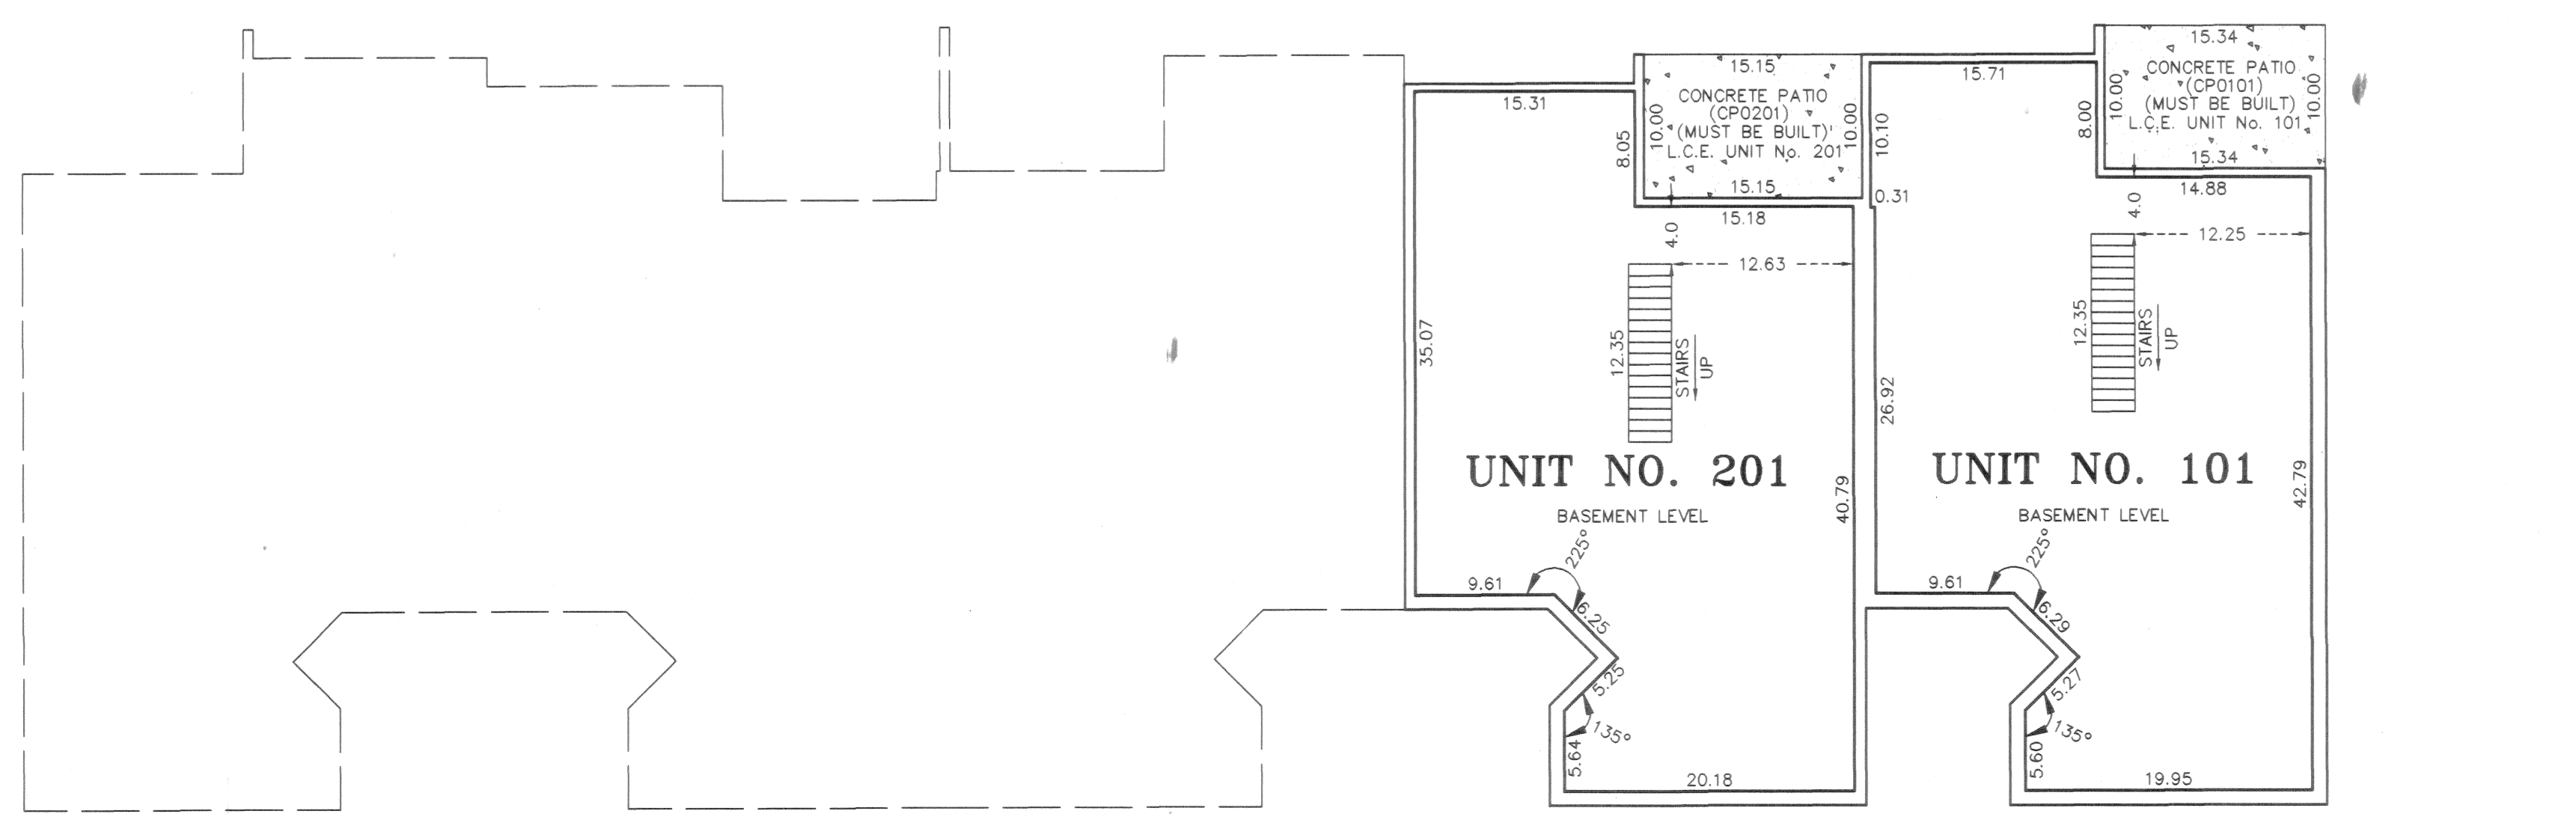 15.31
8.05
35.07
15.15
CONCRETE PATIO
(CP0201)
(MUST BE BUILT)
L.C.E. UNIT No. 201
10.00
10.00
15.15
15.18
4.0
12.63
12.35
STAIRS
UP
UNIT NO. 201
BASEMENT LEVEL
40.79
225°
9.61
6.25
5.25
135°
5.64
20.18
15.71
10.10
0.31
8.00
15.34
CONCRETE PATIO
(CP0101)
(MUST BE BUILT)
L.C.E. UNIT No. 101
10.00
10.00
15.34
14.88
4.0
12.25
12.35
STAIRS
UP
26.92
UNIT NO. 101
BASEMENT LEVEL
42.79
225°
9.61
6.29
5.27
135°
5.60
19.95